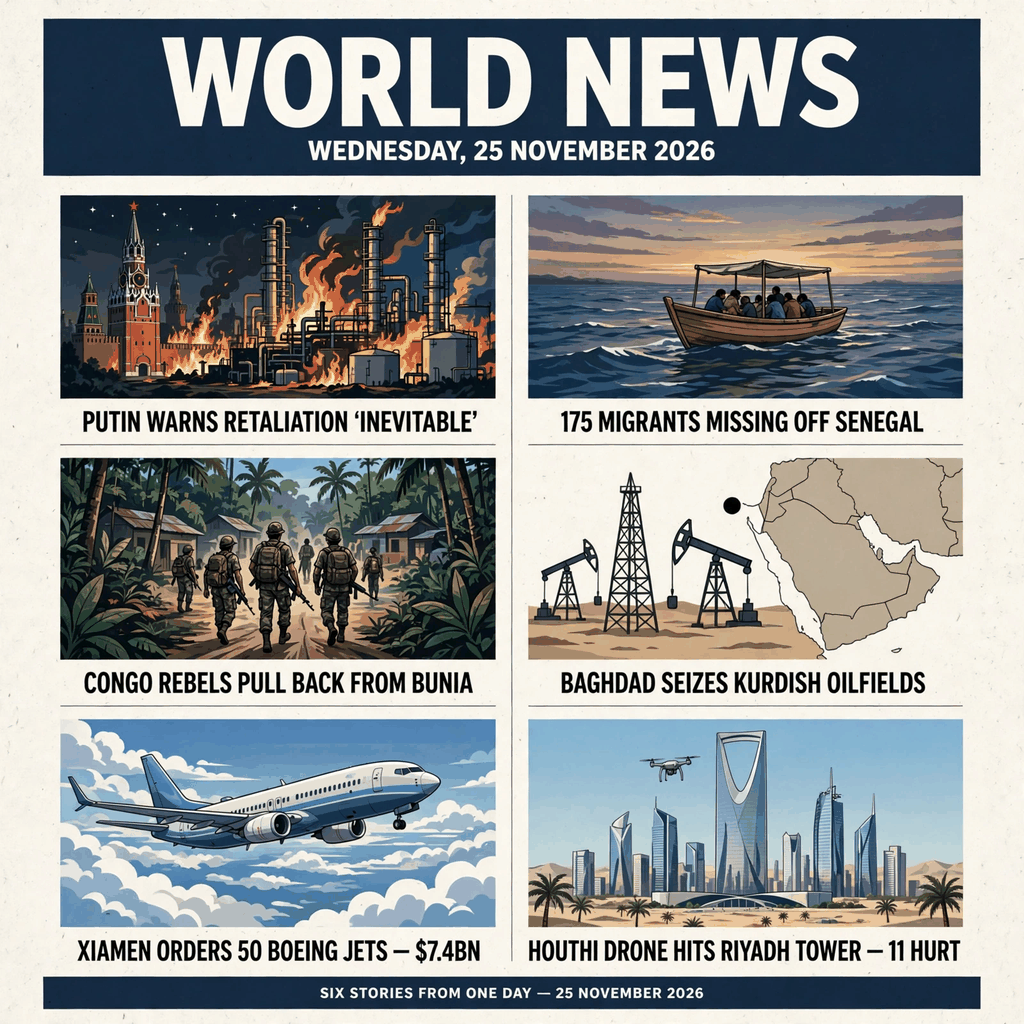 WORLD NEWS
WEDNESDAY, 25 NOVEMBER 2026
PUTIN WARNS RETALIATION ‘INEVITABLE’
175 MIGRANTS MISSING OFF SENEGAL
CONGO REBELS PULL BACK FROM BUNIA
BAGHDAD SEIZES KURDISH OILFIELDS
XIAMEN ORDERS 50 BOEING JETS — $7.4BN
HOUTHI DRONE HITS RIYADH TOWER — 11 HURT
SIX STORIES FROM ONE DAY — 25 NOVEMBER 2026